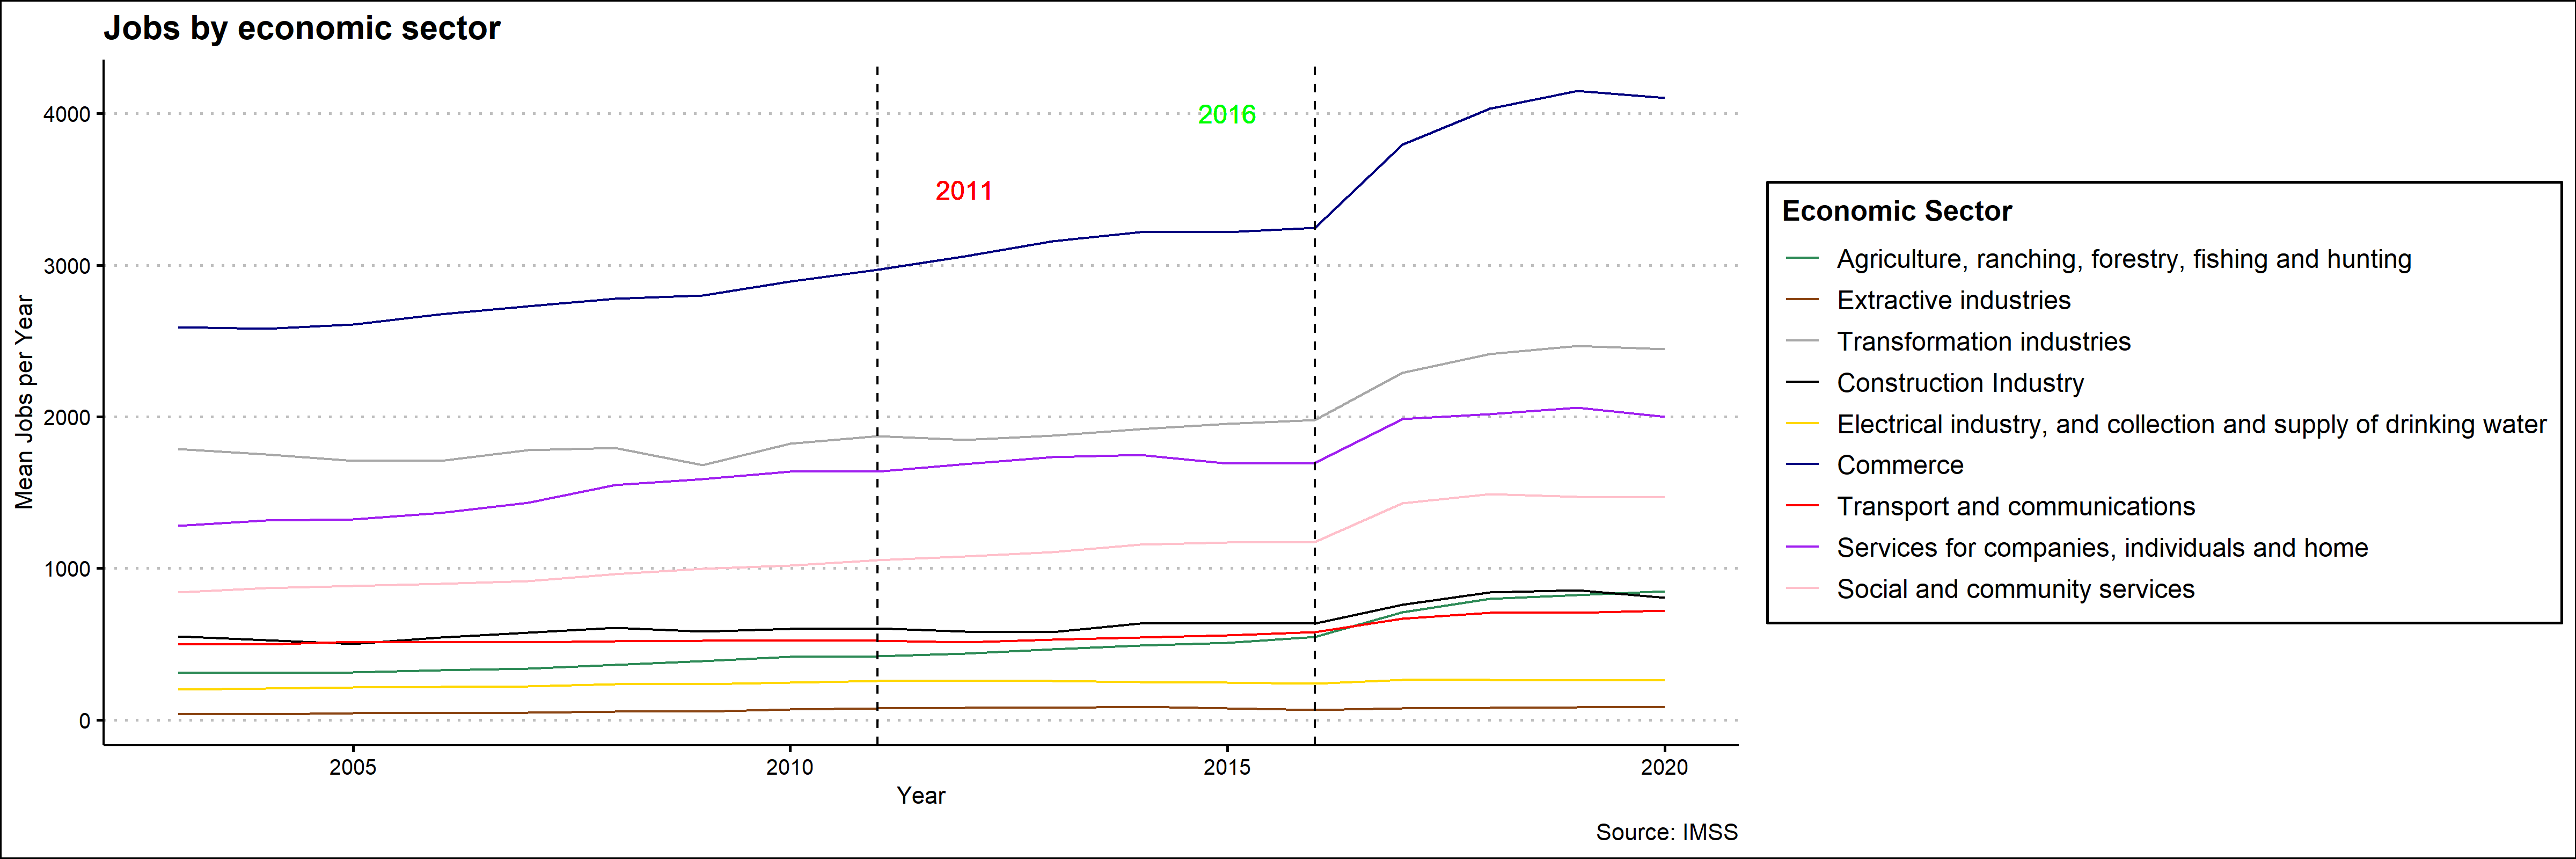 Jobs by economic sector
4000
3000
2000
1000
0
Mean Jobs per Year
2016
2011
2005
2010
2015
2020
Year
Source: IMSS
Economic Sector
Agriculture, ranching, forestry, fishing and hunting
Extractive industries
Transformation industries
Construction Industry
Electrical industry, and collection and supply of drinking water
Commerce
Transport and communications
Services for companies, individuals and home
Social and community services